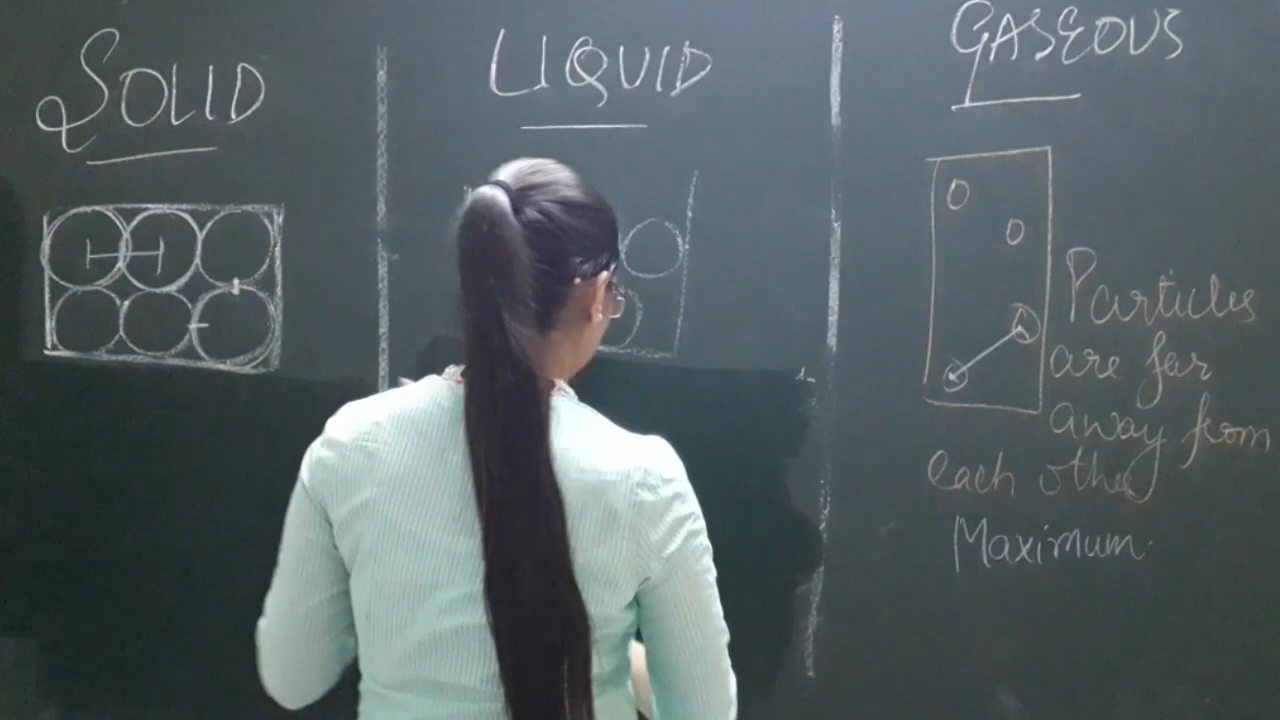 SOLID
LIQUID
GASEOUS
Particles
are far
away from
each other
Maximum.